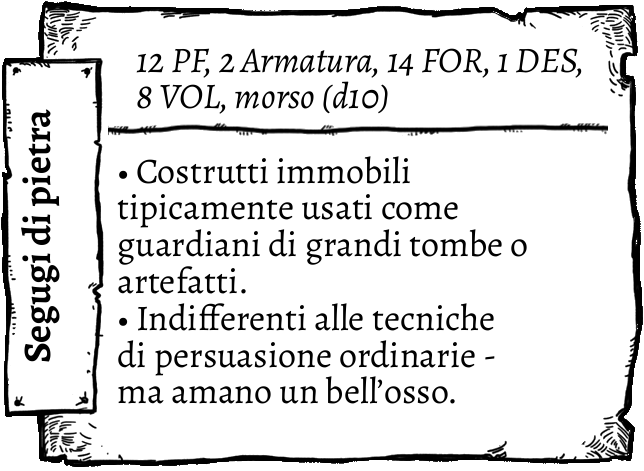 Segugi di pietra
12 PF, 2 Armatura, 14 FOR, 1 DES,
8 VOL, morso (d10)
• Costrutti immobili
tipicamente usati come
guardiani di grandi tombe o
artefatti.
• Indifferenti alle tecniche
di persuasione ordinarie -
ma amano un bell’osso.